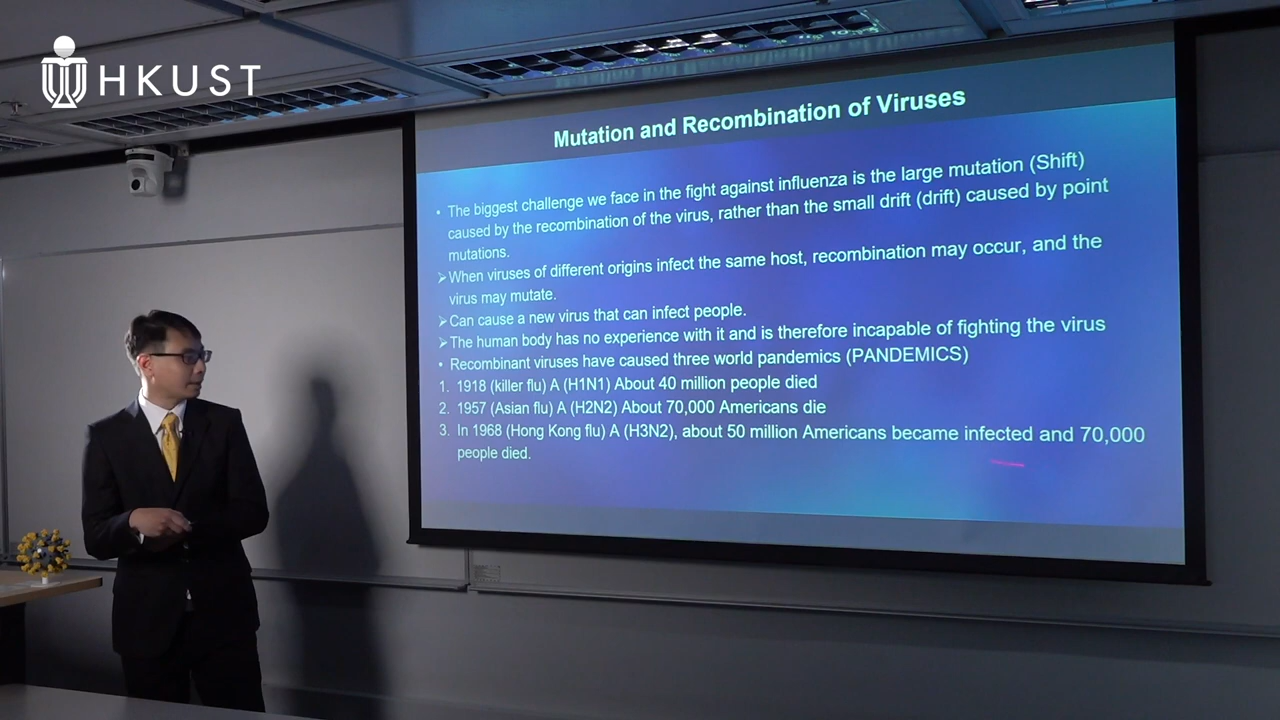 HKUST
Mutation and Recombination of Viruses
• The biggest challenge we face in the fight against influenza is the large mutation (Shift)
caused by the recombination of the virus, rather than the small drift (drift) caused by point
mutations.
➢When viruses of different origins infect the same host, recombination may occur, and the
virus may mutate.
➢Can cause a new virus that can infect people.
➢The human body has no experience with it and is therefore incapable of fighting the virus
• Recombinant viruses have caused three world pandemics (PANDEMICS)
1. 1918 (killer flu) A (H1N1) About 40 million people died
2. 1957 (Asian flu) A (H2N2) About 70,000 Americans die
3. In 1968 (Hong Kong flu) A (H3N2), about 50 million Americans became infected and 70,000
people died.